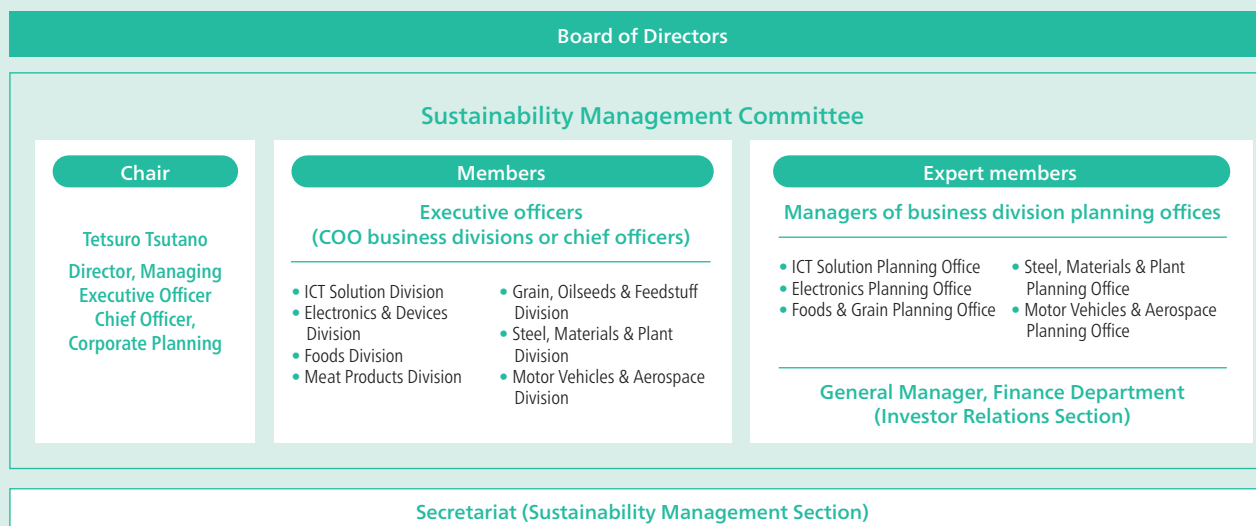 Board of Directors
Sustainability Management Committee
Chair
Tetsuro Tsutano
Director, Managing
Executive Officer
Chief Officer,
Corporate Planning
Members
Executive officers
(COO business divisions or chief officers)
• ICT Solution Division
• Electronics & Devices
Division
• Foods Division
• Meat Products Division
• Grain, Oilseeds & Feedstuff
Division
• Steel, Materials & Plant
Division
• Motor Vehicles & Aerospace
Division
Expert members
Managers of business division planning offices
• ICT Solution Planning Office
• Electronics Planning Office
• Foods & Grain Planning Office
• Steel, Materials & Plant
Planning Office
• Motor Vehicles & Aerospace
Planning Office
General Manager, Finance Department
(Investor Relations Section)
Secretariat (Sustainability Management Section)